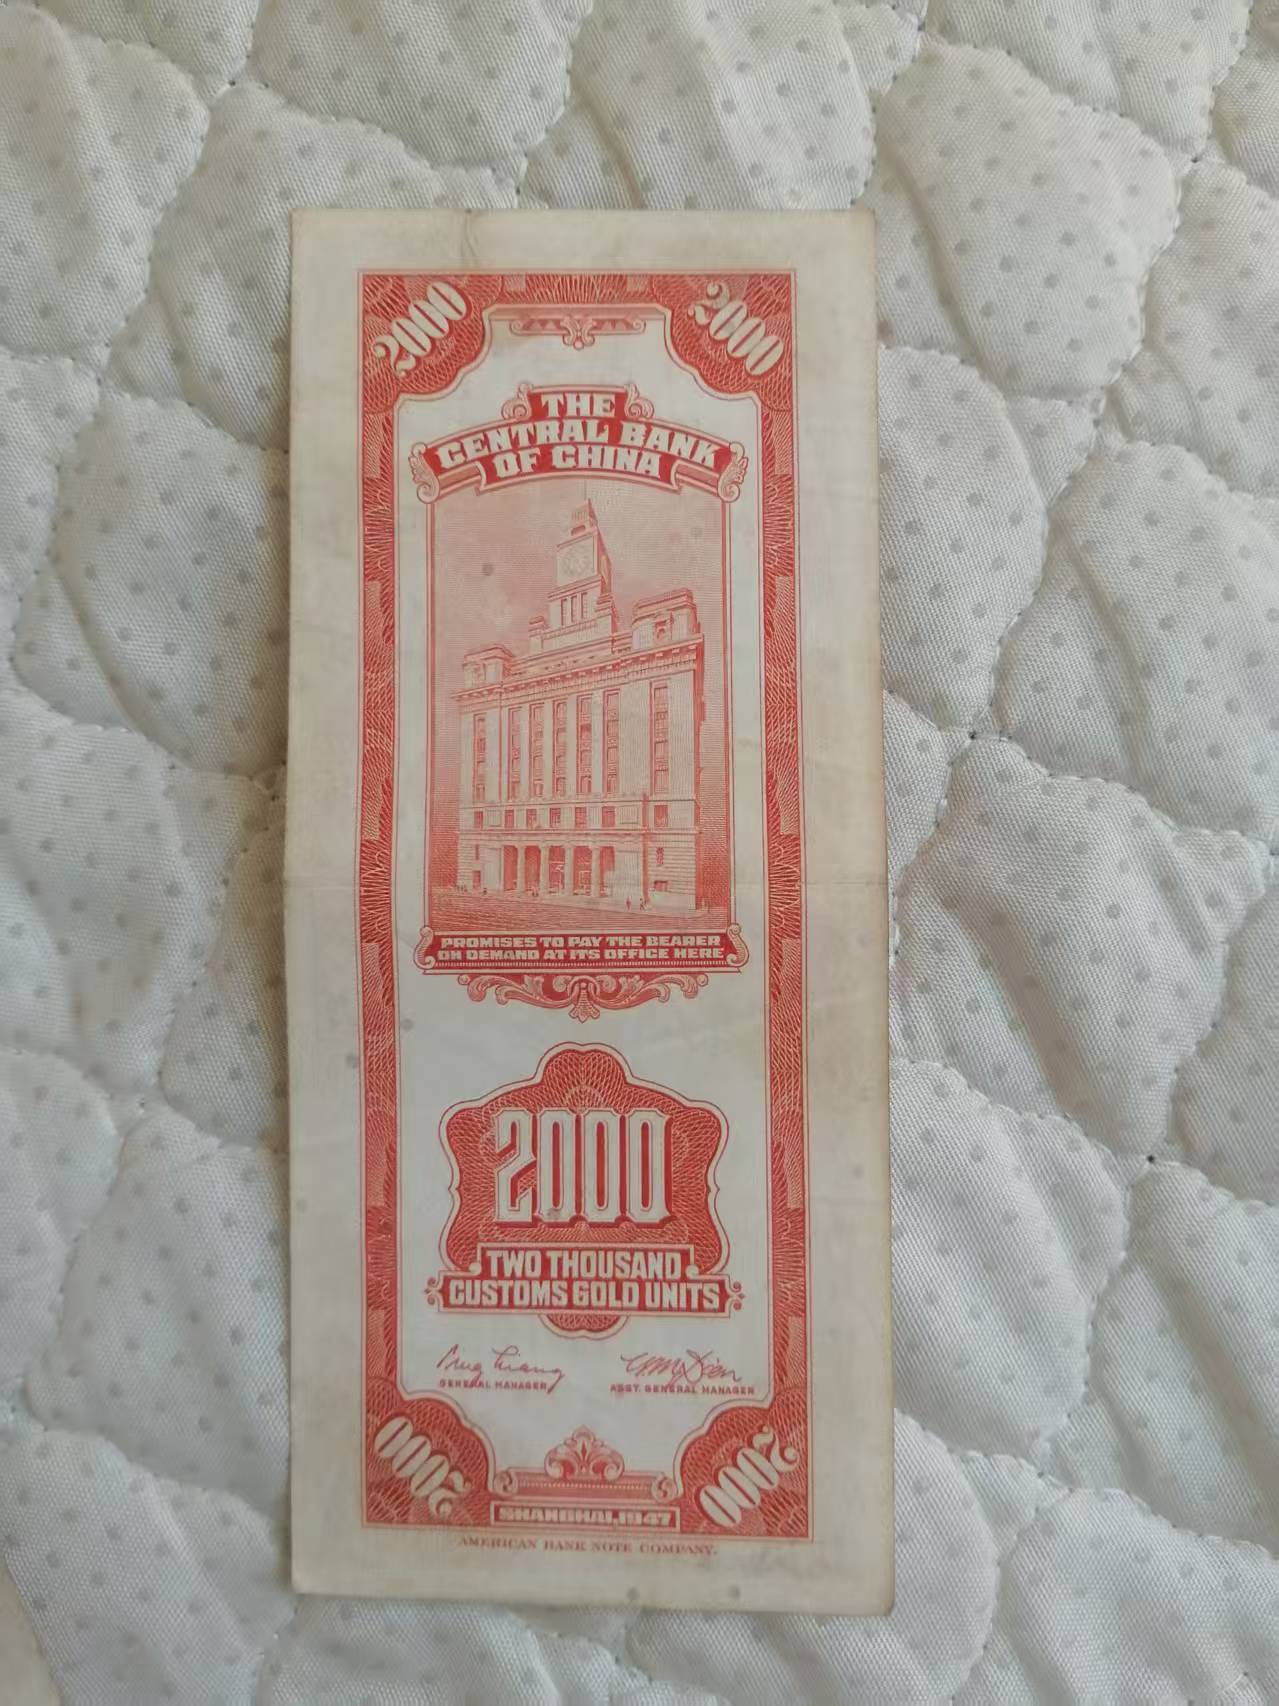 2000 2000
THE
CENTRAL BANK
OF CHINA
PROMISES TO PAY THE BEARER
ON DEMAND AT ITS OFFICE HERE
2000
TWO THOUSAND
CUSTOMS GOLD UNITS
GENERAL MANAGER ASST. GENERAL MANAGER
2000 2000
SHANGHAI, 1947
AMERICAN BANK NOTE COMPANY.